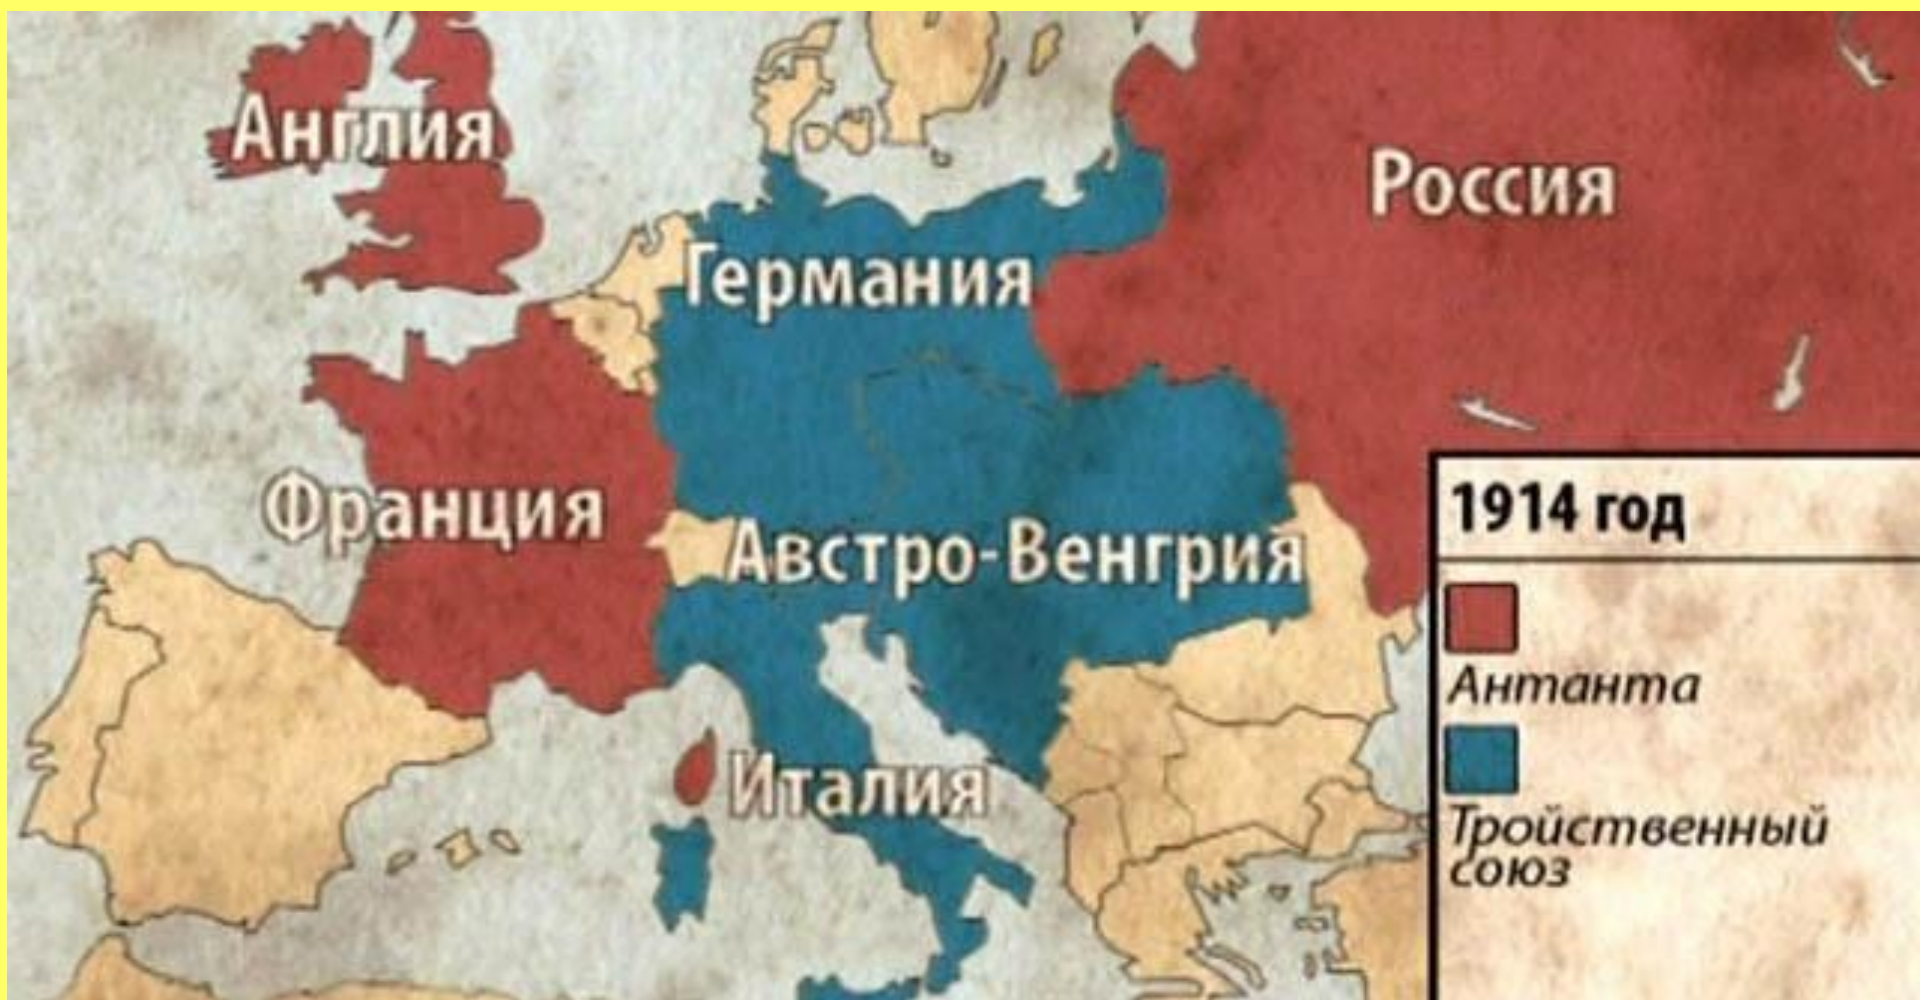 Англия
Россия
Германия
Франция
Австро-Венгрия
Италия
1914 год
Антанта
Тройственный
союз